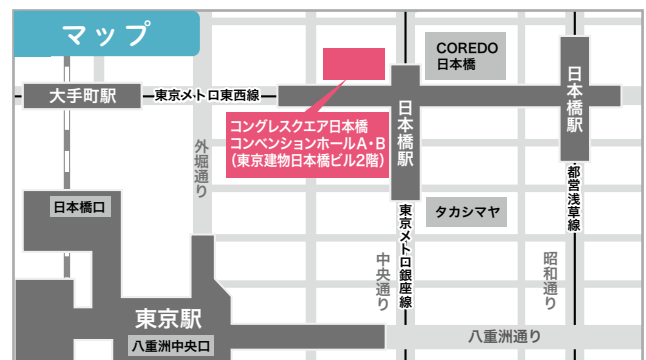 マップ
COREDO
日本橋
大手町駅
東京メトロ東西線
日本橋駅
日本橋駅
コングレスクエア日本橋
コンベンションホールA・B
（東京建物日本橋ビル2階）
外堀通り
都営浅草線
日本橋口
タカシマヤ
東京メトロ銀座線
中央通り
昭和通り
東京駅
八重洲中央口
八重洲通り